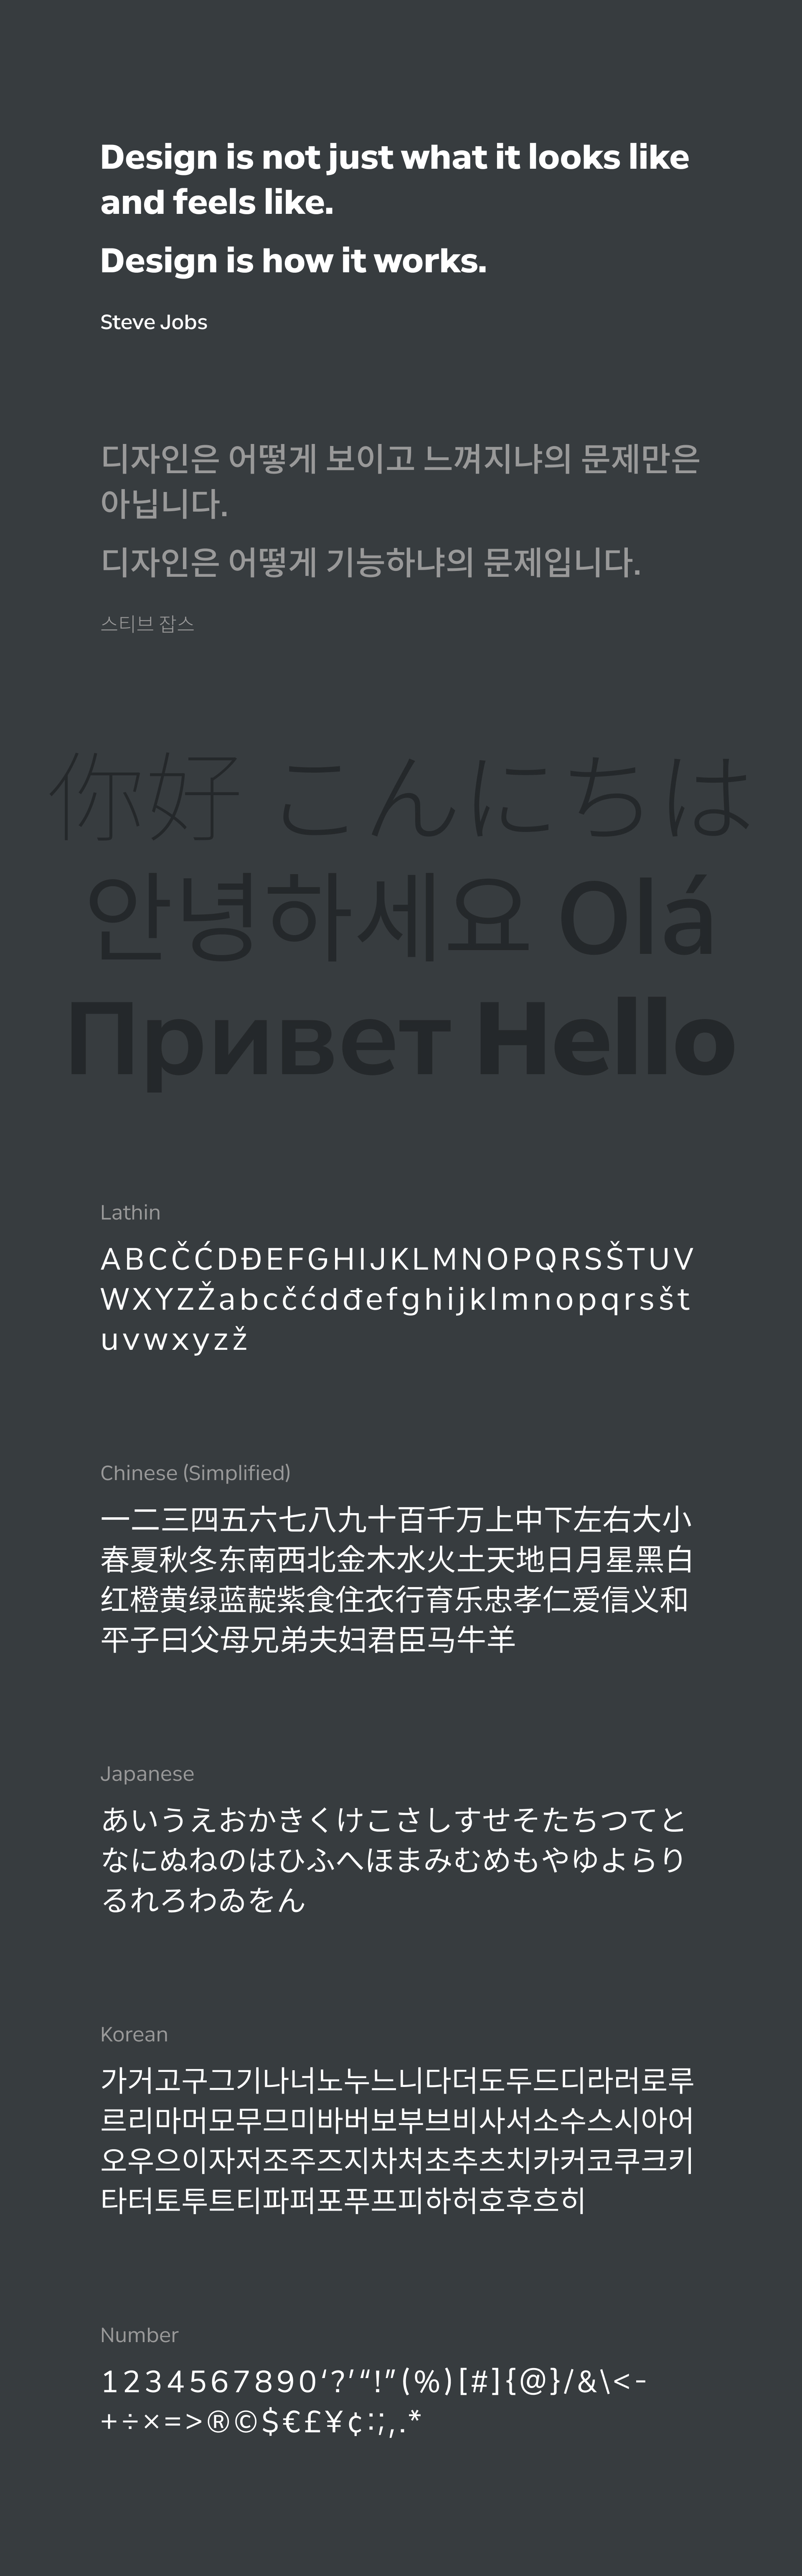 Design is not just what it looks like
and feels like.
Design is how it works.
Steve Jobs
디자인은 어떻게 보이고 느껴지냐의 문제만은
아닙니다.
디자인은 어떻게 기능하냐의 문제입니다.
스티브 잡스
你好 こんにちは
안녕하세요 Olá
Привет Hello
Lathin
ABCČĆDĐEFGHIJKLMNOPQRSŠTUV
WXYZŽabcčćdđefghijklmnopqrsšt
uvwxyzž
Chinese (Simplified)
一二三四五六七八九十百千万上中下左右大小
春夏秋冬东南西北金木水火土天地日月星黑白
红橙黄绿蓝靛紫食住衣行育乐忠孝仁爱信义和
平子曰父母兄弟夫妇君臣马牛羊
Japanese
あいうえおかきくけこさしすせそたちつてと
なにぬねのはひふへほまみむめもやゆよらり
るれろわゐをん
Korean
가거고구그기나너노누느니다더도두드디라러로루
르리마머모무므미바버보부브비사서소수스시아어
오우으이자저조주즈지차처초추츠치카커코쿠크키
타터토투트티파퍼포푸프피하허호후흐히
Number
1234567890‘?’“!”(%)[#]{@}/&\<-
+÷×=>®©$€£¥¢:;,.*